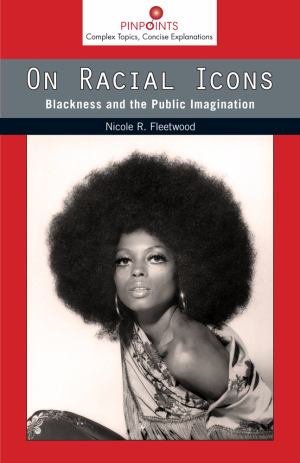 PINPOINTS
Complex Topics, Concise Explanations
On Racial Icons
Blackness and the Public Imagination
Nicole R. Fleetwood